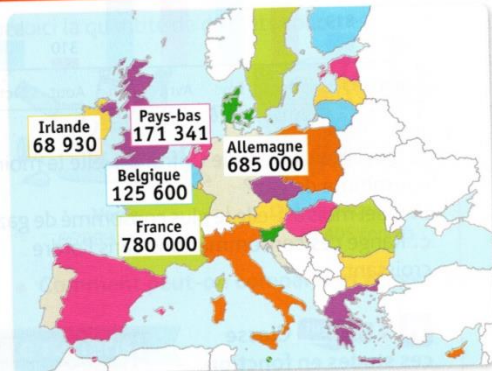 Irlande
68 930
Pays-bas
171 341
Allemagne
685 000
Belgique
125 600
France
780 000